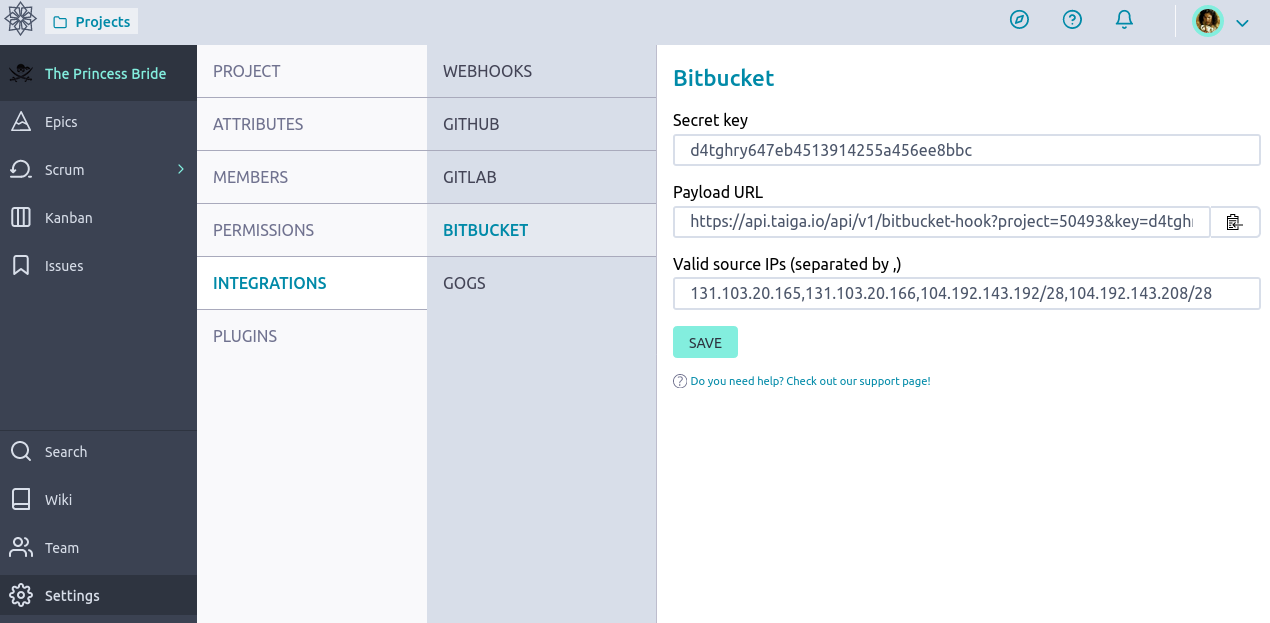 Projects
The Princess Bride
Epics
Scrum
Kanban
Issues
Search
Wiki
Team
Settings
PROJECT
ATTRIBUTES
MEMBERS
PERMISSIONS
INTEGRATIONS
PLUGINS
WEBHOOKS
GITHUB
GITLAB
BITBUCKET
GOGS
Bitbucket
Secret key
d4tghry647eb4513914255a456ee8bbc
Payload URL
https://api.taiga.io/api/v1/bitbucket-hook?project=50493&key=d4tghr
Valid source IPs (separated by ,)
131.103.20.165,131.103.20.166,104.192.143.192/28,104.192.143.208/28
SAVE
Do you need help? Check out our support page!